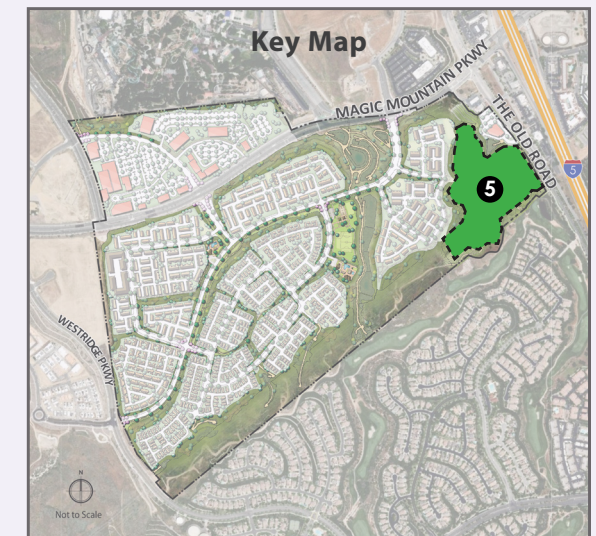 Key Map
MAGIC MOUNTAIN PKWY
THE OLD ROAD
5
5
WESTRIDGE PKWY
N
Not to Scale